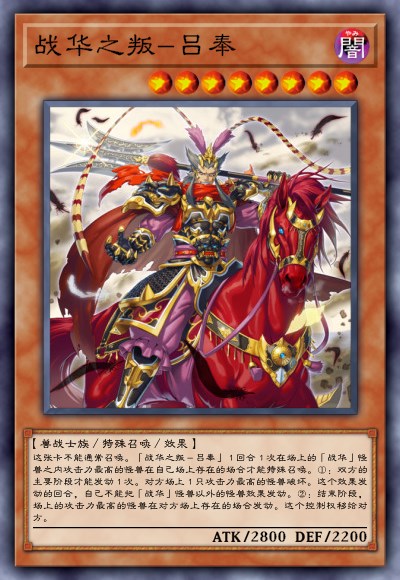 战华之叛-吕奉
やみ
闇
【兽战士族／特殊召唤／效果】
这张卡不能通常召唤。「战华之叛-吕奉」1回合1次在场上的「战华」怪
兽之内攻击力最高的怪兽在自己场上存在的场合才能特殊召唤。①：双方的
主要阶段才能发动1次。对方场上1只攻击力最高的怪兽破坏。这个效果发
动的回合，自己不能把「战华」怪兽以外的怪兽效果发动。②：结束阶段，
场上的攻击力最高的怪兽在对方场上存在的场合发动。这个控制权移给对
方。
ATK/2800 DEF/2200